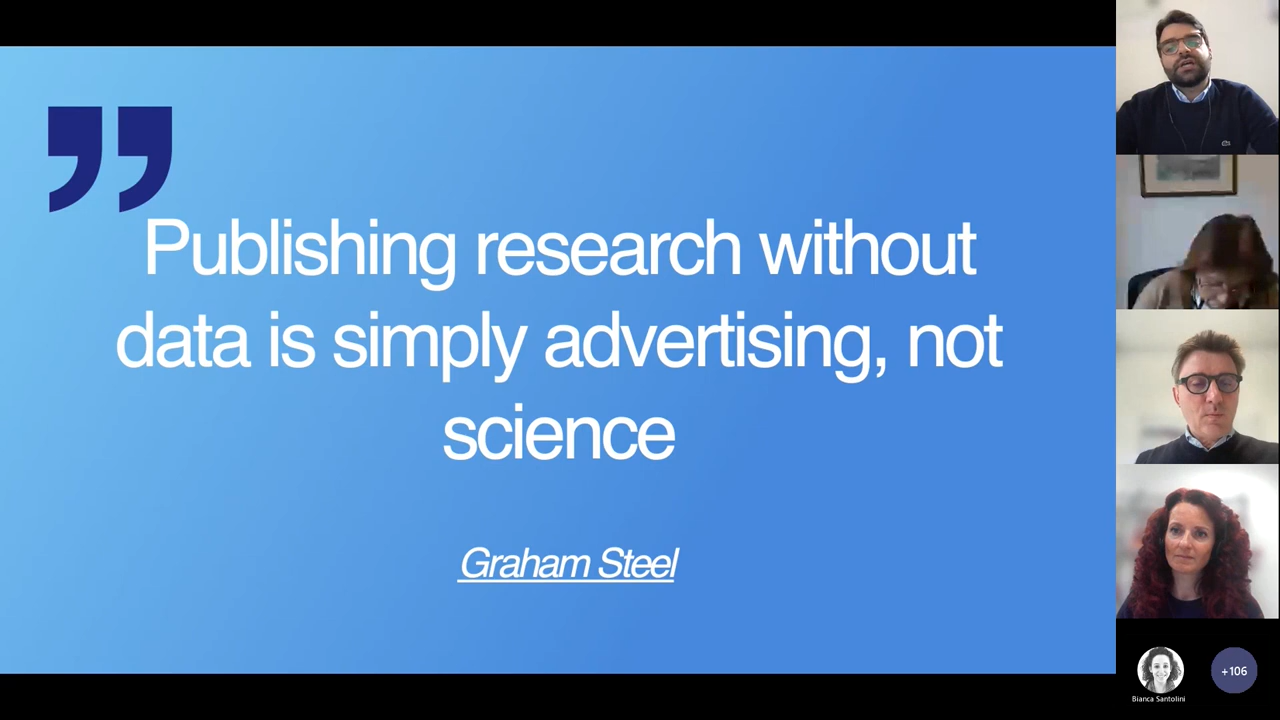 ”
Publishing research without
data is simply advertising, not
science
Graham Steel
Bianca Santolini
+106